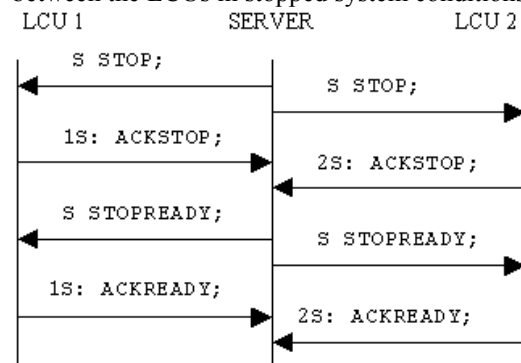 between the LCUs in stopped system conditions
LCU 1 SERVER LCU 2
S STOP;
S STOP;
1S: ACKSTOP;
2S: ACKSTOP;
S STOPREADY;
S STOPREADY;
1S: ACKREADY;
2S: ACKREADY;